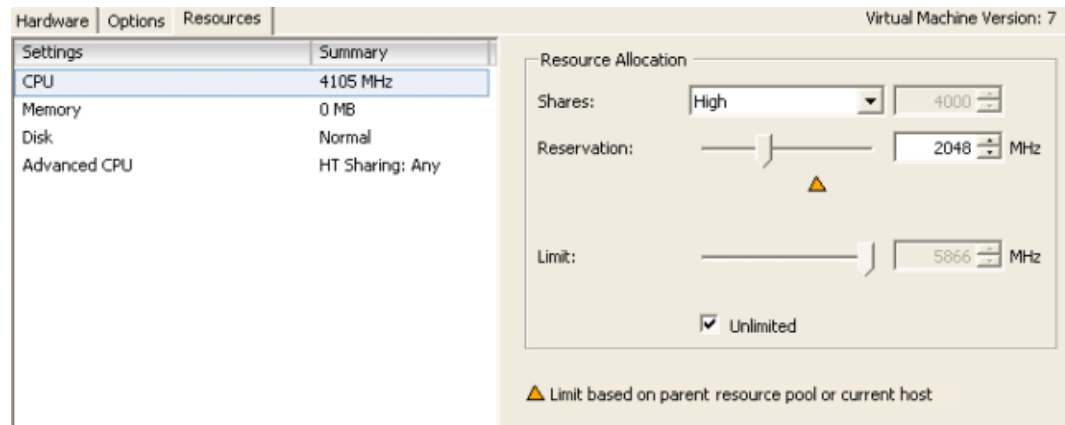 Hardware Options Resources Virtual Machine Version: 7
Settings Summary
CPU 4105 MHz
Memory 0 MB
Disk Normal
Advanced CPU HT Sharing: Any
Resource Allocation
Shares: High 4000
Reservation: 2048 MHz
Limit: 5866 MHz
Unlimited
Limit based on parent resource pool or current host